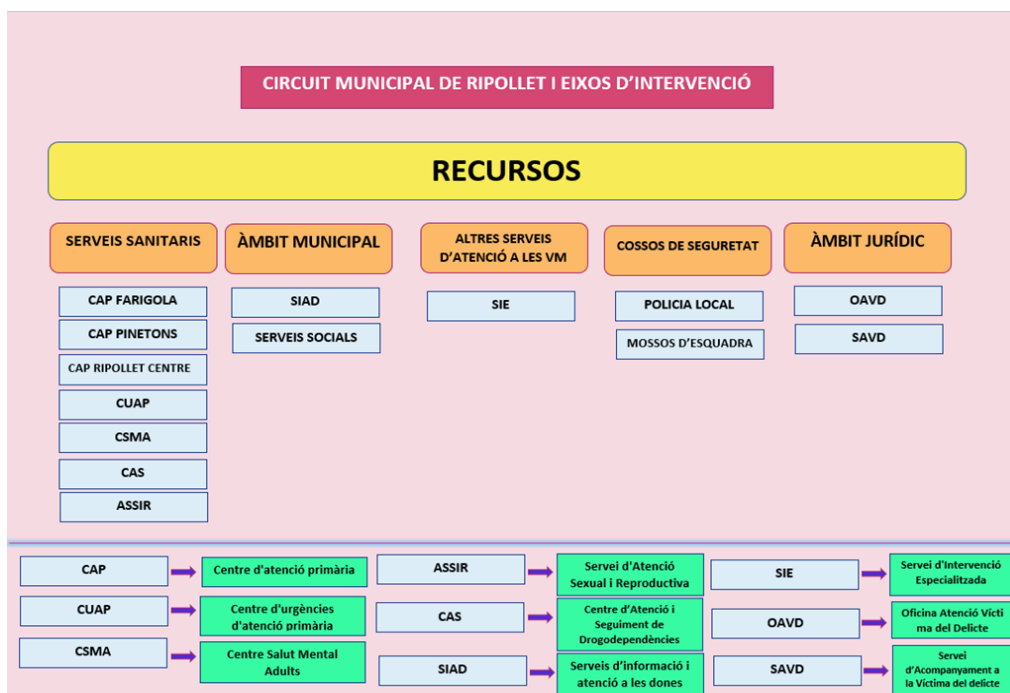 CIRCUIT MUNICIPAL DE RIPOLLET I EIXOS D'INTERVENCIÓ
RECURSOS
SERVEIS SANITARIS
CAP FARIGOLA
CAP PINETONS
CAP RIPOLLET CENTRE
CUAP
CSMA
CAS
ASSIR
ÀMBIT MUNICIPAL
SIAD
SERVEIS SOCIALS
ALTRES SERVEIS
D'ATENCIÓ A LES VM
SIE
COSSOS DE SEGURETAT
POLICIA LOCAL
MOSSOS D'ESQUADRA
ÀMBIT JURÍDIC
OAVD
SAVD
CAP
Centre d'atenció primària
CUAP
Centre d'urgències
d'atenció primària
CSMA
Centre Salut Mental
Adults
ASSIR
Servei d'Atenció
Sexual i Reproductiva
CAS
Centre d'Atenció i
Seguiment de
Drogodependències
SIAD
Serveis d'informació i
atenció a les dones
SIE
Servei d'Intervenció
Especialitzada
OAVD
Oficina Atenció Vícti
ma del Delicte
SAVD
Servei
d'Acompanyament a
la Víctima del delicte